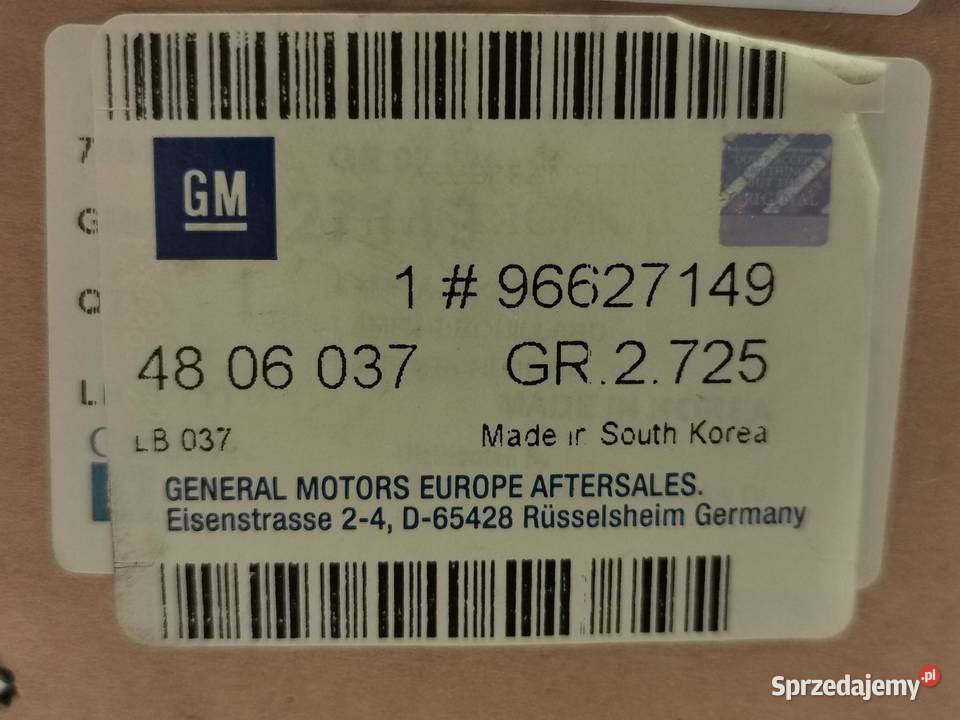 GM
1 # 96627149
48 06 037 GR.2.725
LB 037 Made in South Korea
GENERAL MOTORS EUROPE AFTERSALES.
Eisenstrasse 2-4, D-65428 Rüsselsheim Germany
Sprzedajemy.pl